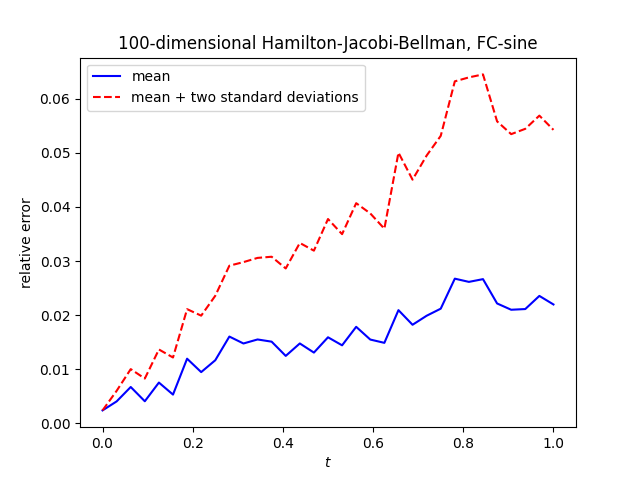 100-dimensional Hamilton-Jacobi-Bellman, FC-sine
mean
mean + two standard deviations
relative error
0.06
0.05
0.04
0.03
0.02
0.01
0.00
0.0 0.2 0.4 0.6 0.8 1.0
t